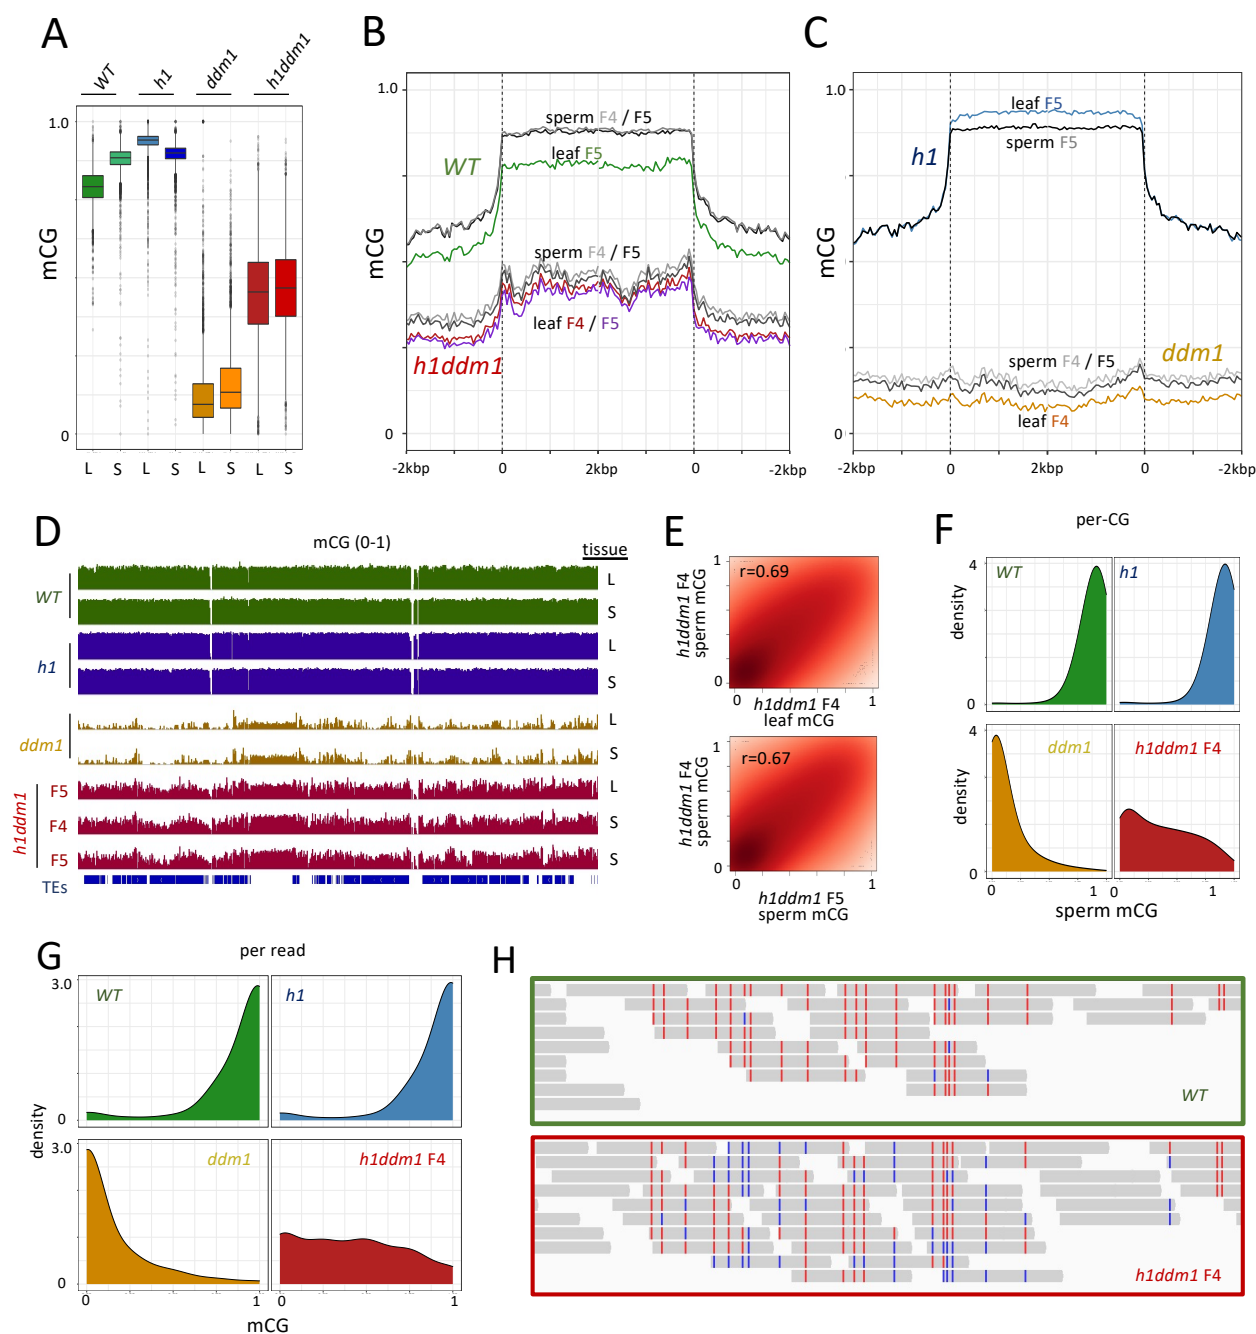 A
WT
h1
ddm1
h1ddm1
1.0
mCG
0
L S L S L S L S
B
1.0
sperm F4 / F5
leaf F5
WT
mCG
sperm F4 / F5
leaf F4 / F5
h1ddm1
0
-2kbp 0 2kbp 0 -2kbp
C
1.0
leaf F5
sperm F5
h1
mCG
sperm F4 / F5
ddm1
leaf F4
0
-2kbp 0 2kbp 0 -2kbp
D
mCG (0-1)
tissue
WT
L
S
h1
L
S
ddm1
L
S
h1ddm1
F5 L
F4 S
F5 S
TEs
E
1
r=0.69
h1ddm1 F4
sperm mCG
0
0 1
h1ddm1 F4
leaf mCG
1
r=0.67
h1ddm1 F4
sperm mCG
0
0 1
h1ddm1 F5
sperm mCG
F
per-CG
4
WT
h1
density
0
4
ddm1
h1ddm1 F4
density
0
0 1 0 1
sperm mCG
G
per read
3.0
WT
h1
0
density
3.0
ddm1
h1ddm1 F4
0
0 1 0 1
mCG
H
WT
h1ddm1 F4